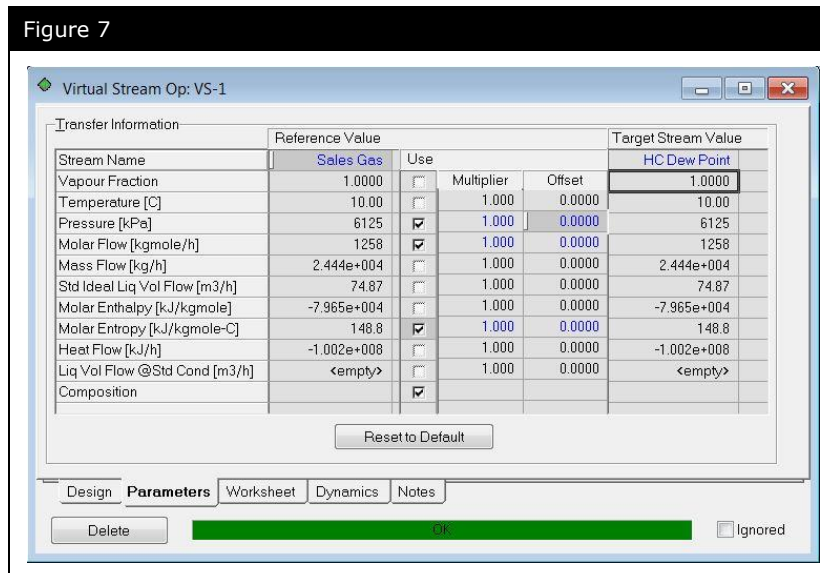 Figure 7
Virtual Stream Op: VS-1
Transfer Information
Reference Value Target Stream Value
Stream Name Sales Gas Use HC Dew Point
Vapour Fraction 1.0000 Multiplier Offset 1.0000
Temperature [C] 10.00 1.000 0.0000 10.00
Pressure [kPa] 6125 1.000 0.0000 6125
Molar Flow [kgmole/h] 1258 1.000 0.0000 1258
Mass Flow [kg/h] 2.444e+004 1.000 0.0000 2.444e+004
Std Ideal Liq Vol Flow [m3/h] 74.87 1.000 0.0000 74.87
Molar Enthalpy [kJ/kgmole] -7.965e+004 1.000 0.0000 -7.965e+004
Molar Entropy [kJ/kgmole-C] 148.8 1.000 0.0000 148.8
Heat Flow [kJ/h] -1.002e+008 1.000 0.0000 -1.002e+008
Liq Vol Flow @Std Cond [m3/h] <empty> 1.000 0.0000 <empty>
Composition
Reset to Default
Design Parameters Worksheet Dynamics Notes
Delete OK Ignored